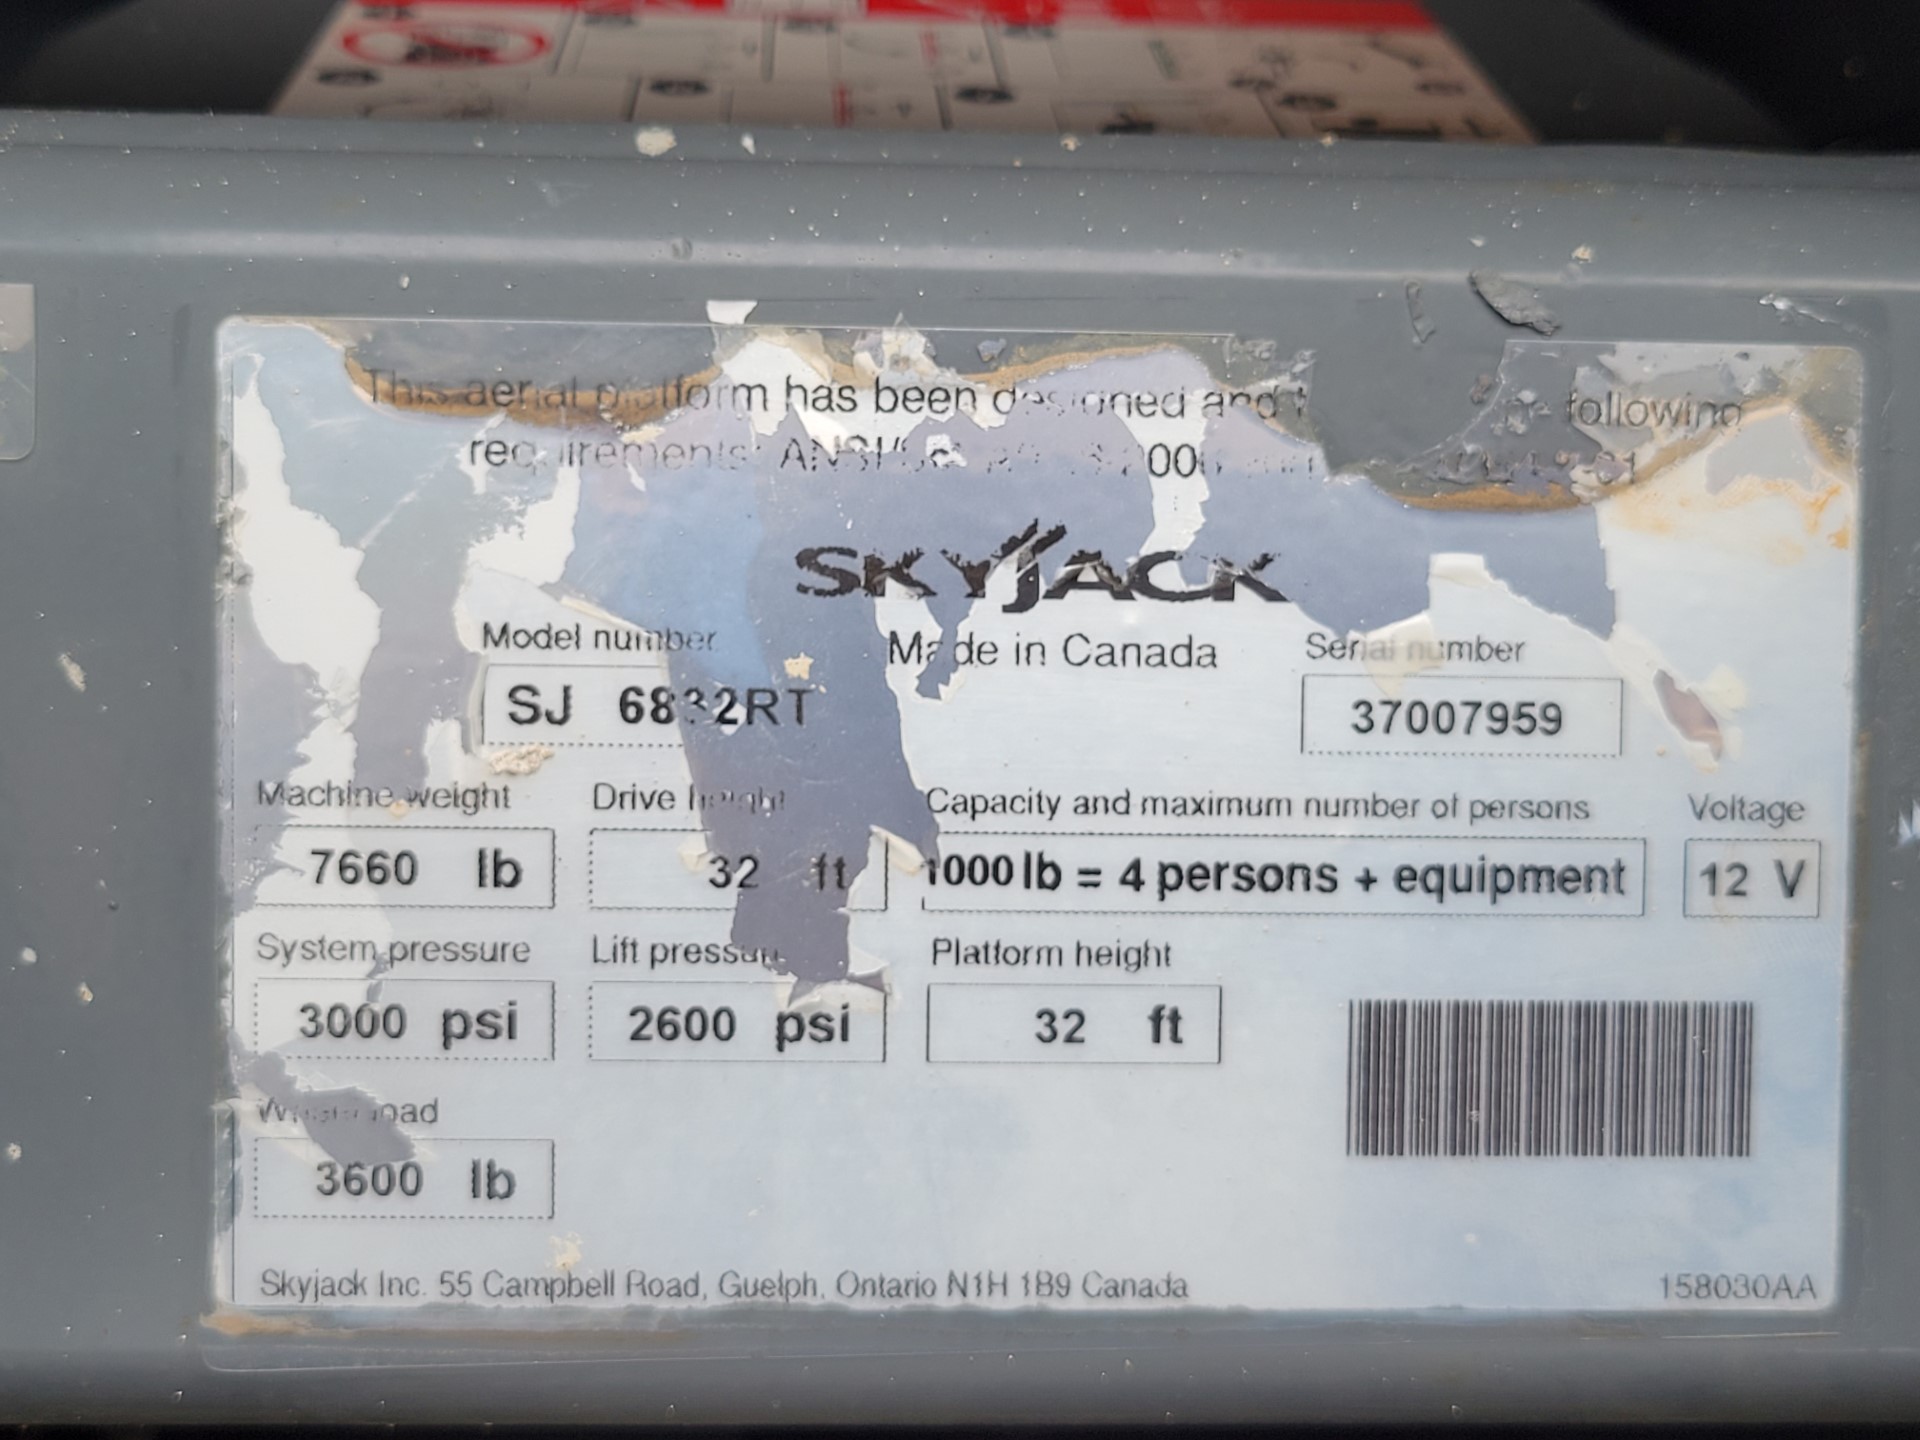 This aerial platform has been designed and following
requirements: ANSI
SKYJACK
Model number
Made in Canada
Serial number
SJ 6832RT
37007959
Machine weight
Drive height
Capacity and maximum number of persons
Voltage
7660 lb
32 ft
1000 lb = 4 persons + equipment
12 V
System pressure
Lift pressure
Platform height
3000 psi
2600 psi
32 ft
load
3600 lb
Skyjack Inc. 55 Campbell Road, Guelph, Ontario N1H 1B9 Canada
158030AA